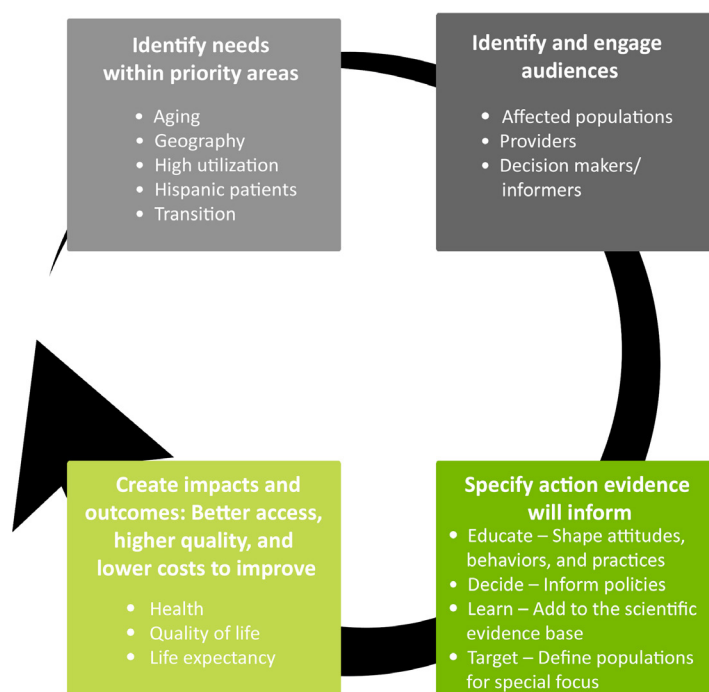 Identify needs
within priority areas
• Aging
• Geography
• High utilization
• Hispanic patients
• Transition
Identify and engage
audiences
• Affected populations
• Providers
• Decision makers/
informers
Create impacts and
outcomes: Better access,
higher quality, and
lower costs to improve
• Health
• Quality of life
• Life expectancy
Specify action evidence
will inform
• Educate – Shape attitudes,
behaviors, and practices
• Decide – Inform policies
• Learn – Add to the scientific
evidence base
• Target – Define populations
for special focus